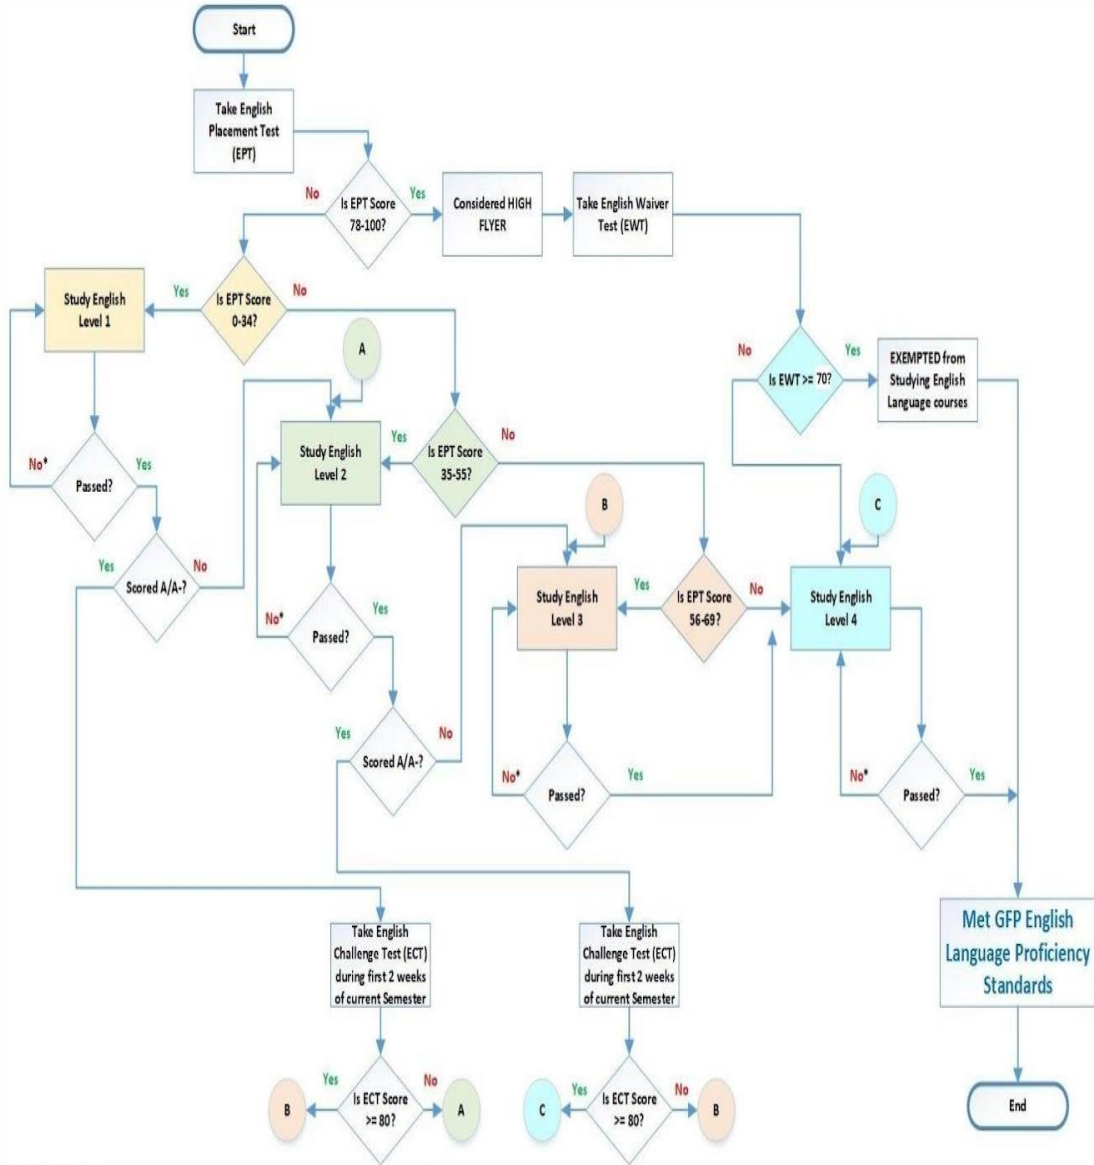 Start
Take English
Placement Test
(EPT)
No
Is EPT Score
78-100?
Yes
Considered HIGH
FLYER
Take English Waiver
Test (EWT)
Study English
Level 1
Yes
Is EPT Score
0-34?
No
A
No
Is EWT >= 70?
Yes
EXEMPTED from
Studying English
Language courses
No*
Passed?
Yes
Study English
Level 2
Yes
Is EPT Score
35-55?
No
B
C
Yes
Scored A/A-?
No
No*
Passed?
Yes
Study English
Level 3
Yes
Is EPT Score
56-69?
No
Study English
Level 4
Yes
Scored A/A-?
No
No*
Passed?
Yes
No*
Passed?
Yes
Take English
Challenge Test (ECT)
during first 2 weeks
of current Semester
Take English
Challenge Test (ECT)
during first 2 weeks
of current Semester
Met GFP English
Language Proficiency
Standards
B
Yes
Is ECT Score
>= 80?
No
A
C
Yes
Is ECT Score
>= 80?
No
B
End